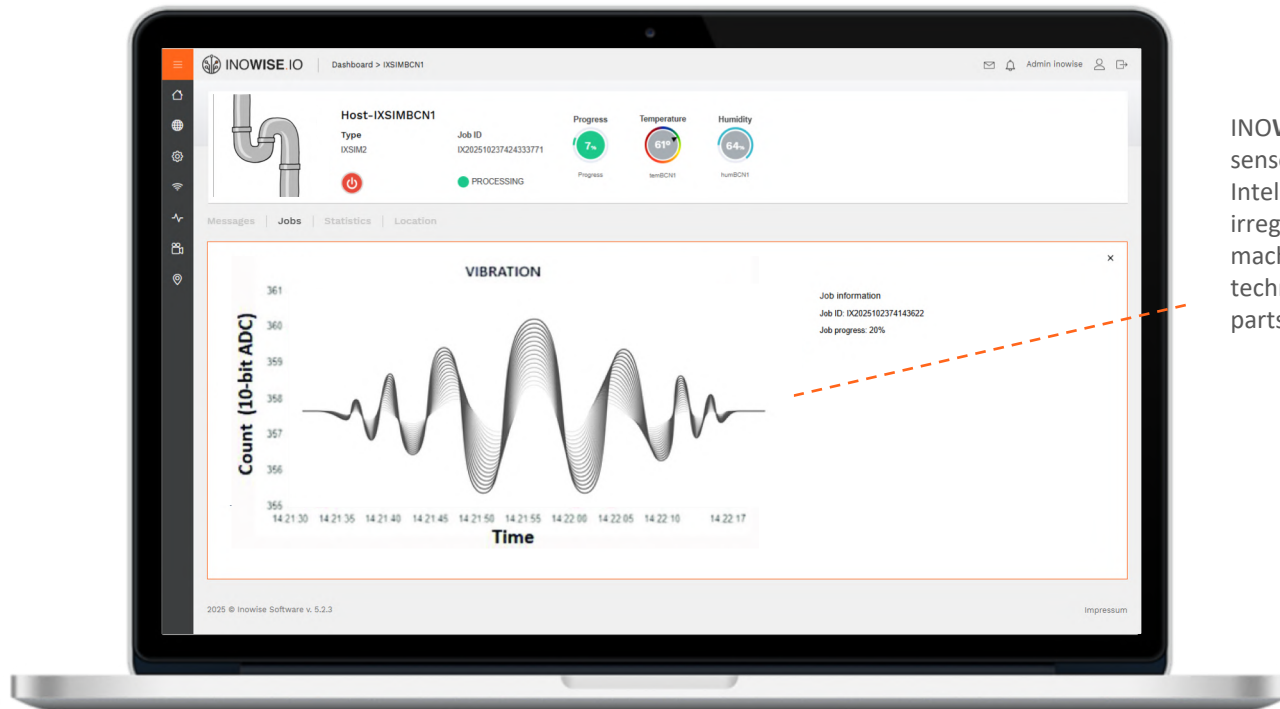 INOWISE.IO
Dashboard > IXSIMBCN1
Admin Inowise
Host-IXSIMBCN1
Type
IXSIM2
Job ID
IX202510237424333771
PROCESSING
Progress
7%
Progress
Temperature
61º
temBCN1
Humidity
64%
humBCN1
Messages
Jobs
Statistics
Location
VIBRATION
Count (10-bit ADC)
361
360
359
358
357
356
355
14:21:30 14:21:35 14:21:40 14:21:45 14:21:50 14:21:55 14:22:00 14:22:05 14:22:10 14:22:17
Time
×
Job information
Job ID: IX2025102374143622
Job progress: 20%
2025 © Inowise Software v. 5.2.3
Impressum
INOW
sens
Intel
irreg
mach
tech
parts